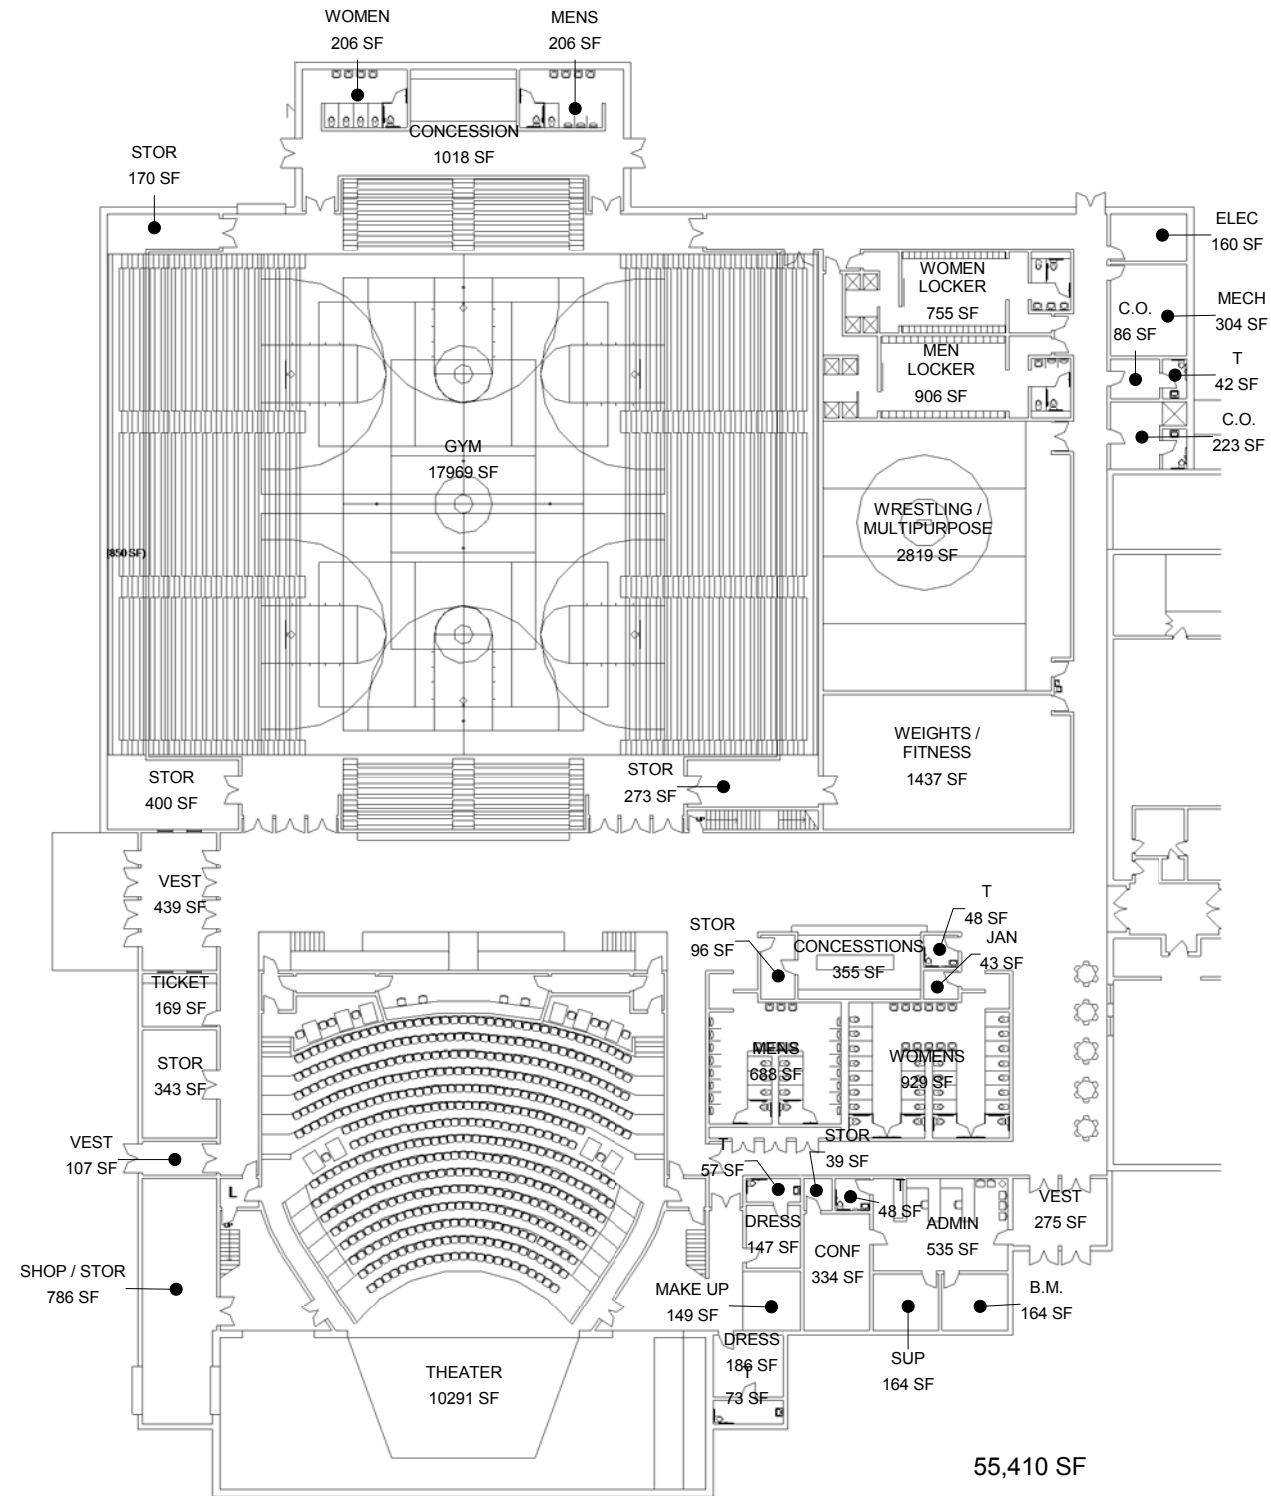 WOMEN
206 SF
MENS
206 SF
CONCESSION
1018 SF
STOR
170 SF
ELEC
160 SF
WOMEN
LOCKER
755 SF
MECH
304 SF
C.O.
86 SF
MEN
LOCKER
906 SF
T
42 SF
C.O.
223 SF
GYM
17969 SF
WRESTLING /
MULTIPURPOSE
2819 SF
(850 SF)
WEIGHTS /
FITNESS
1437 SF
STOR
400 SF
STOR
273 SF
VEST
439 SF
T
48 SF
STOR
96 SF
CONCESSTIONS
355 SF
JAN
43 SF
TICKET
169 SF
STOR
343 SF
MENS
688 SF
WOMENS
929 SF
VEST
107 SF
STOR
39 SF
T
57 SF
T
48 SF
L
VEST
275 SF
DRESS
147 SF
ADMIN
535 SF
CONF
334 SF
SHOP / STOR
786 SF
MAKE UP
149 SF
B.M.
164 SF
DRESS
186 SF
SUP
164 SF
T
73 SF
THEATER
10291 SF
55,410 SF